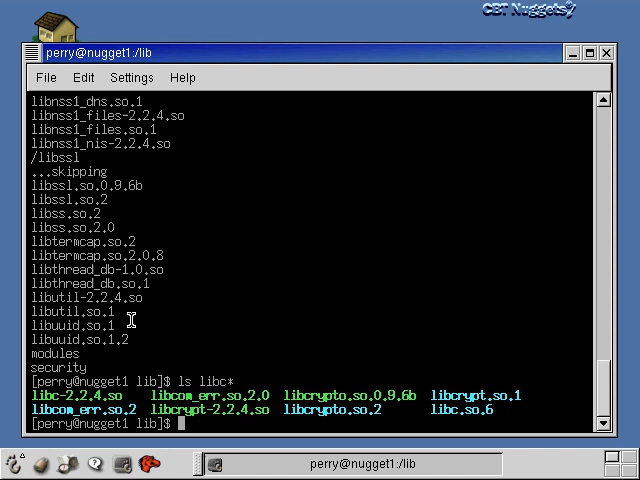 CBT Nuggets
perry@nugget1:/lib
File Edit Settings Help
libnss1_dns.so.1
libnss1_files-2.2.4.so
libnss1_files.so.1
libnss1_nis-2.2.4.so
/libssl
...skipping
libssl.so.0.9.6b
libssl.so.2
libss.so.2
libss.so.2.0
libtermcap.so.2
libtermcap.so.2.0.8
libthread_db-1.0.so
libthread_db.so.1
libutil-2.2.4.so
libutil.so.1
libuuid.so.1
libuuid.so.1.2
modules
security
[perry@nugget1 lib]$ ls libc*
libc-2.2.4.so libcom_err.so.2.0 libcrypto.so.0.9.6b libcrypt.so.1
libcom_err.so.2 libcrypt-2.2.4.so libcrypto.so.2 libc.so.6
[perry@nugget1 lib]$
perry@nugget1:/lib